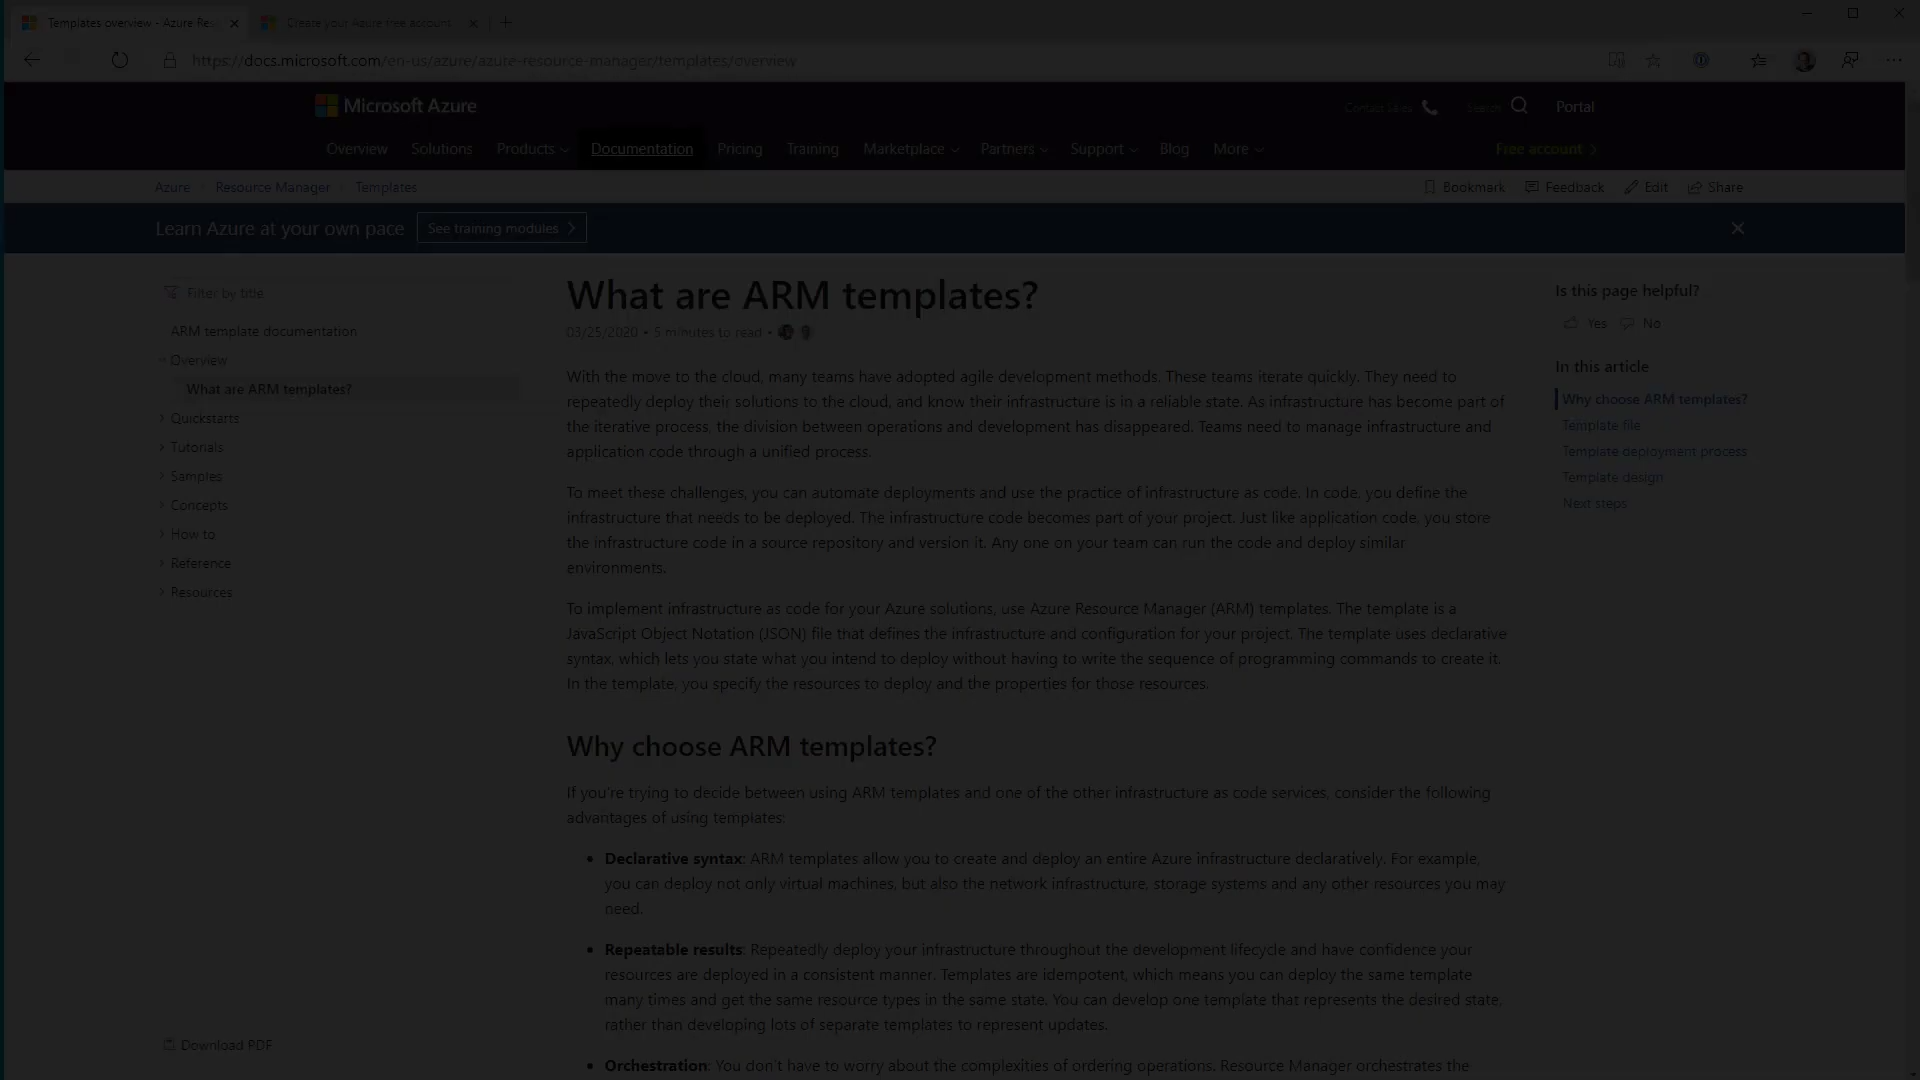 Templates overview - Azure Res
Create your Azure free account
https://docs.microsoft.com/en-us/azure/azure-resource-manager/templates/overview
Microsoft Azure
Contact Sales
Search
Portal
Overview
Solutions
Products
Documentation
Pricing
Training
Marketplace
Partners
Support
Blog
More
Free account
Azure
Resource Manager
Templates
Bookmark
Feedback
Edit
Share
Learn Azure at your own pace
See training modules
Filter by title
ARM template documentation
Overview
What are ARM templates?
Quickstarts
Tutorials
Samples
Concepts
How to
Reference
Resources
Download PDF
What are ARM templates?
03/25/2020 • 5 minutes to read •
With the move to the cloud, many teams have adopted agile development methods. These teams iterate quickly. They need to
repeatedly deploy their solutions to the cloud, and know their infrastructure is in a reliable state. As infrastructure has become part of
the iterative process, the division between operations and development has disappeared. Teams need to manage infrastructure and
application code through a unified process.
To meet these challenges, you can automate deployments and use the practice of infrastructure as code. In code, you define the
infrastructure that needs to be deployed. The infrastructure code becomes part of your project. Just like application code, you store
the infrastructure code in a source repository and version it. Any one on your team can run the code and deploy similar
environments.
To implement infrastructure as code for your Azure solutions, use Azure Resource Manager (ARM) templates. The template is a
JavaScript Object Notation (JSON) file that defines the infrastructure and configuration for your project. The template uses declarative
syntax, which lets you state what you intend to deploy without having to write the sequence of programming commands to create it.
In the template, you specify the resources to deploy and the properties for those resources.
Why choose ARM templates?
If you're trying to decide between using ARM templates and one of the other infrastructure as code services, consider the following
advantages of using templates:
• Declarative syntax: ARM templates allow you to create and deploy an entire Azure infrastructure declaratively. For example,
you can deploy not only virtual machines, but also the network infrastructure, storage systems and any other resources you may
need.
• Repeatable results: Repeatedly deploy your infrastructure throughout the development lifecycle and have confidence your
resources are deployed in a consistent manner. Templates are idempotent, which means you can deploy the same template
many times and get the same resource types in the same state. You can develop one template that represents the desired state,
rather than developing lots of separate templates to represent updates.
• Orchestration: You don't have to worry about the complexities of ordering operations. Resource Manager orchestrates the
Is this page helpful?
Yes
No
In this article
Why choose ARM templates?
Template file
Template deployment process
Template design
Next steps